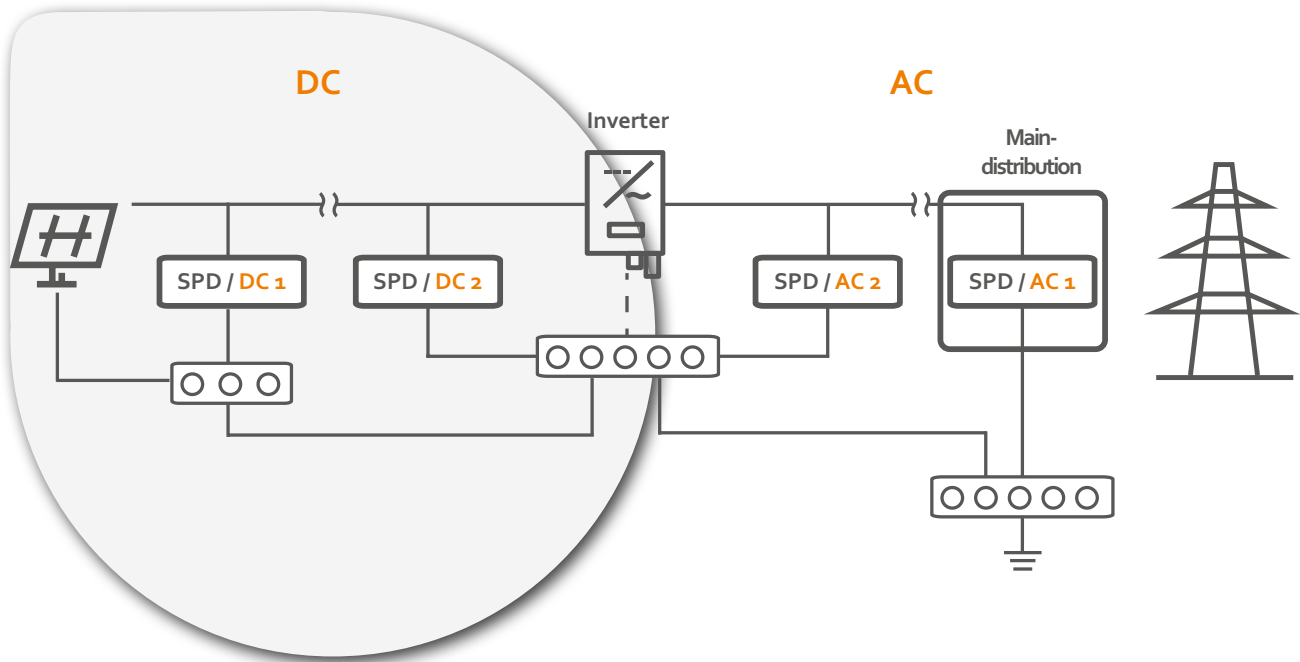 DC
AC
Inverter
Main-
distribution
SPD / DC 1
SPD / DC 2
SPD / AC 2
SPD / AC 1